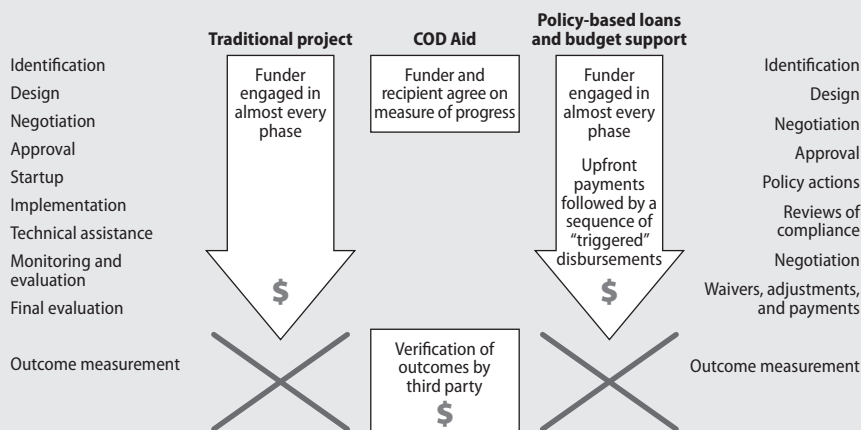 Traditional project
COD Aid
Policy-based loans
and budget support
Identification
Design
Negotiation
Approval
Startup
Implementation
Technical assistance
Monitoring and
evaluation
Final evaluation
Outcome measurement
Funder
engaged in
almost every
phase
$
Funder and
recipient agree on
measure of progress
Verification of
outcomes by
third party
$
Funder
engaged in
almost every
phase
Upfront
payments
followed by a
sequence of
“triggered”
disbursements
$
Identification
Design
Negotiation
Approval
Policy actions
Reviews of
compliance
Negotiation
Waivers, adjustments,
and payments
Outcome measurement